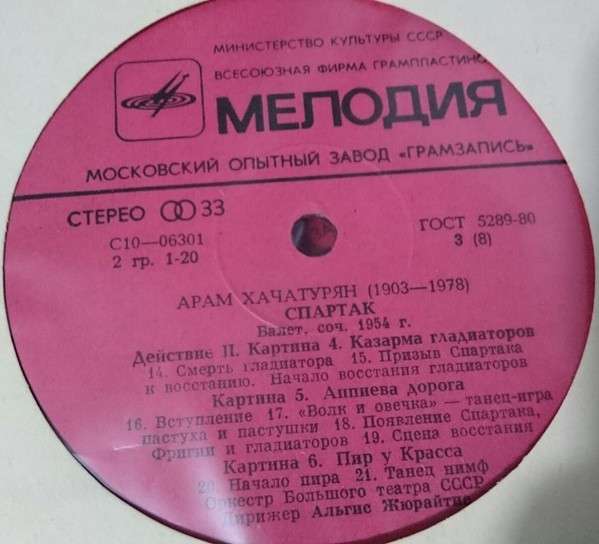 МИНИСТЕРСТВО КУЛЬТУРЫ СССР
ВСЕСОЮЗНАЯ ФИРМА ГРАМПЛАСТИНО
МЕЛОДИЯ
МОСКОВСКИЙ ОПЫТНЫЙ ЗАВОД «ГРАМЗАПИСЬ»
СТЕРЕО 33
ГОСТ 5289-80
С10—06301
3 (8)
2 гр. 1-20
АРАМ ХАЧАТУРЯН (1903—1978)
СПАРТАК
Балет, соч. 1954 г.
Действие II. Картина 4. Казарма гладиаторов
14. Смерть гладиатора 15. Призыв Спартака
к восстанию. Начало восстания гладиаторов
Картина 5. Аппиева дорога
16. Вступление 17. «Волк и овечка» — танец-игра
пастуха и пастушки 18. Появление Спартака,
Фригии и гладиаторов 19. Сцена восстания
Картина 6. Пир у Красса
20. Начало пира 21. Танец нимф
Оркестр Большого театра СССР
Дирижер Альгис Жюрайтис